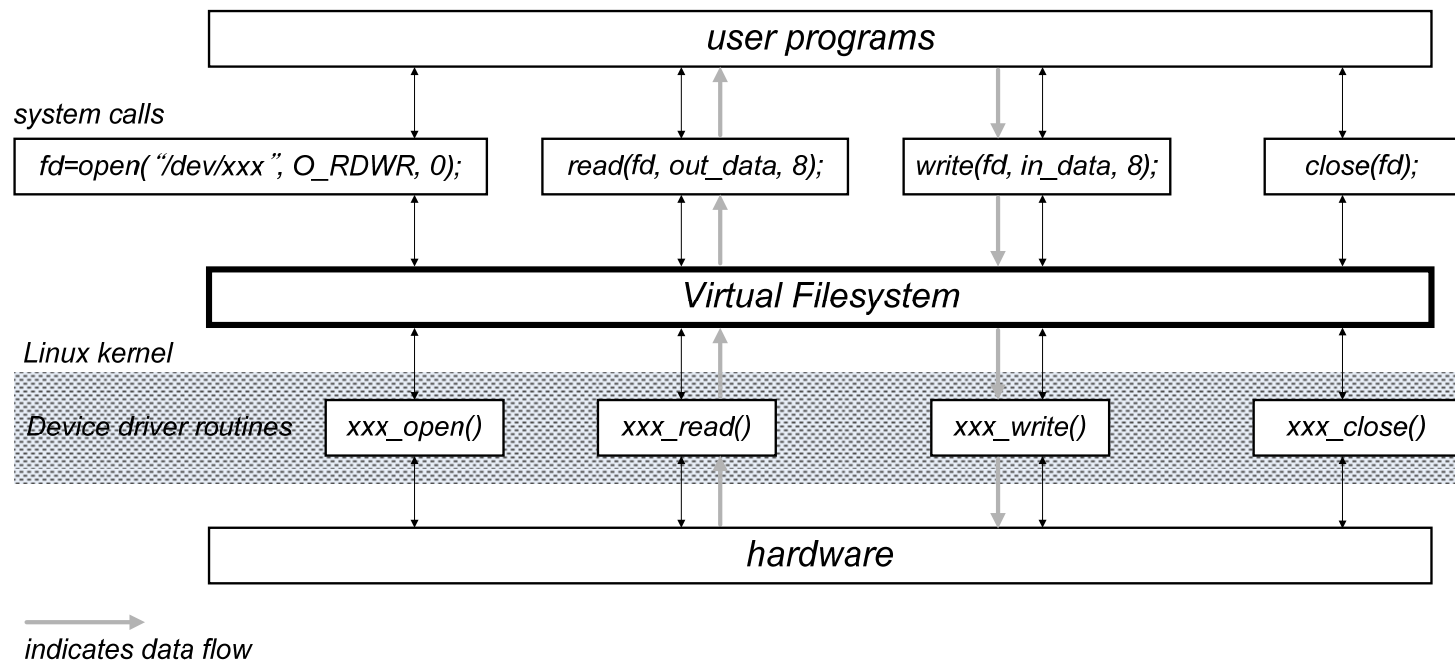 user programs
system calls
fd=open(“/dev/xxx”, O_RDWR, 0);
read(fd, out_data, 8);
write(fd, in_data, 8);
close(fd);
Virtual Filesystem
Linux kernel
Device driver routines
xxx_open()
xxx_read()
xxx_write()
xxx_close()
hardware
indicates data flow